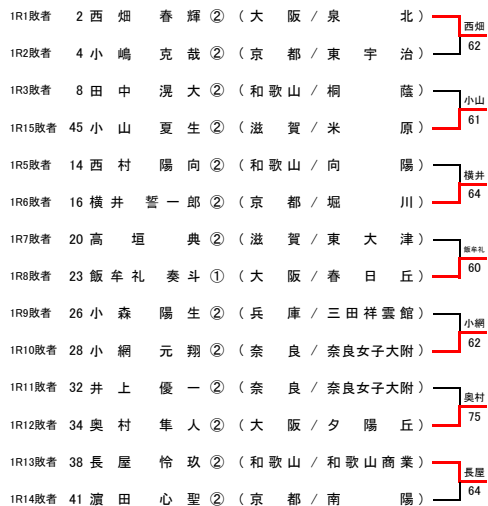 1R1敗者 2 西畑 春輝 ② (大阪/泉北)
西畑
62
1R2敗者 4 小嶋 克哉 ② (京都/東宇治)
1R3敗者 8 田中 滉大 ② (和歌山/桐蔭)
小山
61
1R15敗者 45 小山 夏生 ② (滋賀/米原)
1R5敗者 14 西村 陽向 ② (和歌山/向陽)
横井
64
1R6敗者 16 横井 誓一郎 ② (京都/堀川)
1R7敗者 20 高垣 典 ② (滋賀/東大津)
飯牟礼
60
1R8敗者 23 飯牟礼 奏斗 ① (大阪/春日丘)
1R9敗者 26 小森 陽生 ② (兵庫/三田祥雲館)
小網
62
1R10敗者 28 小網 元翔 ② (奈良/奈良女子大附)
1R11敗者 32 井上 優一 ② (奈良/奈良女子大附)
奥村
75
1R12敗者 34 奥村 隼人 ② (大阪/夕陽丘)
1R13敗者 38 長屋 怜玖 ② (和歌山/和歌山商業)
長屋
64
1R14敗者 41 濵田 心聖 ② (京都/南陽)